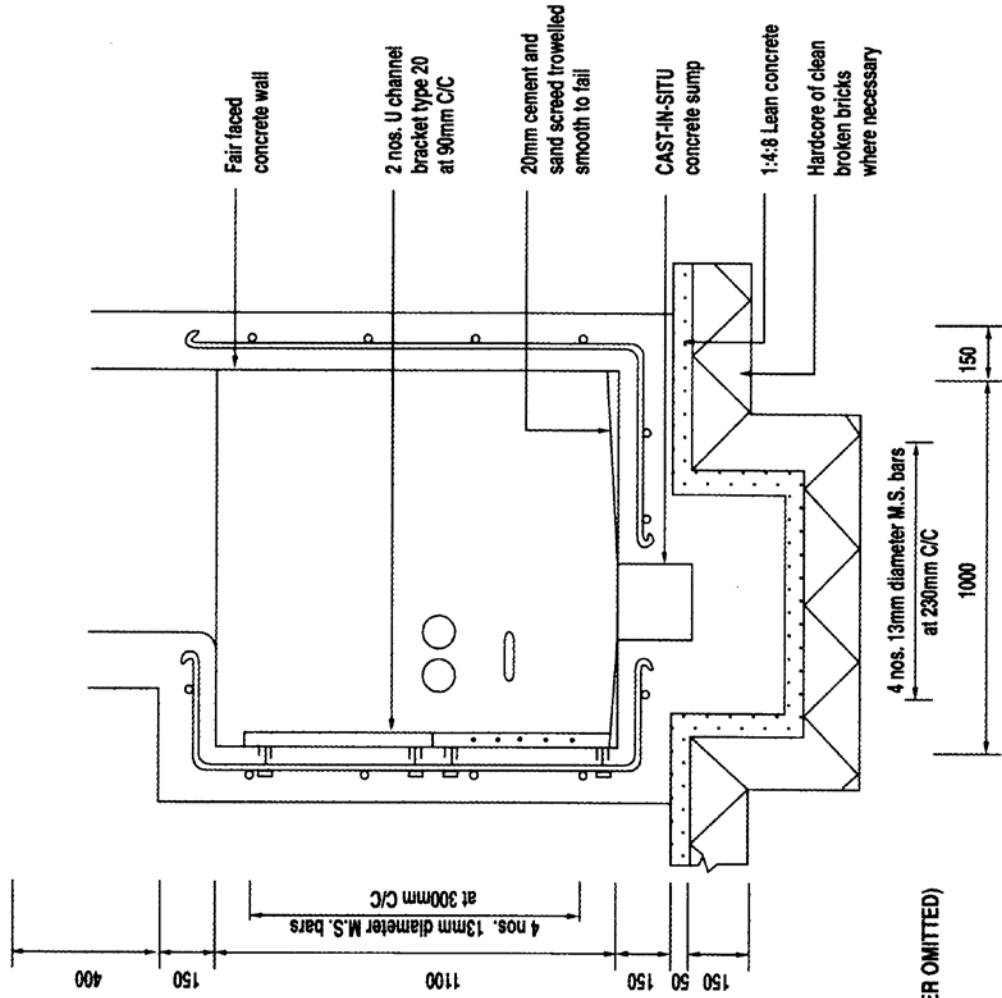 Fair faced
concrete wall
2 nos. U channel
bracket type 20
at 90mm C/C
20mm cement and
sand screed trowelled
smooth to fail
CAST-IN-SITU
concrete sump
1:4:8 Lean concrete
Hardcore of clean
broken bricks
where necessary
400
150
1100
150
50
150
4 nos. 13mm diameter M.S. bars
at 300mm C/C
4 nos. 13mm diameter M.S. bars
at 230mm C/C
1000
150
ER OMITTED)